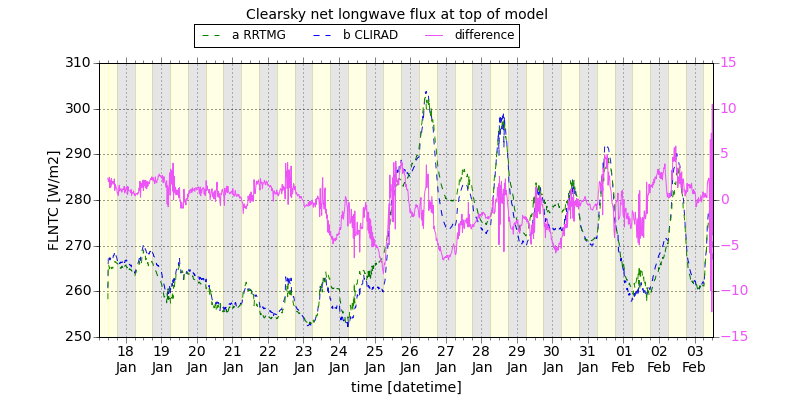 Clearsky net longwave flux at top of model
a RRTMG b CLIRAD difference
310 15
300 10
290 5
280 0
270 −5
260 −10
250 −15
FLNTC [W/m2]
18 19 20 21 22 23 24 25 26 27 28 29 30 31 01 02 03
Jan Jan Jan Jan Jan Jan Jan Jan Jan Jan Jan Jan Jan Jan Feb Feb Feb
time [datetime]